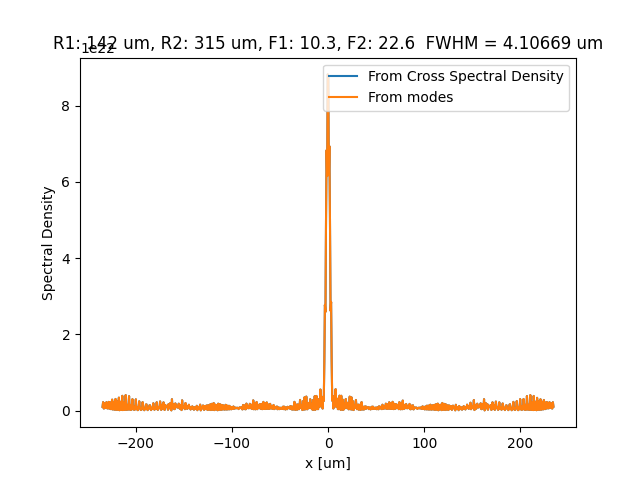 R1: 142 um, R2: 315 um, F1: 10.3, F2: 22.6  FWHM = 4.10669 um
1e22
From Cross Spectral Density
From modes
8
6
4
2
0
Spectral Density
−200
−100
0
100
200
x [um]